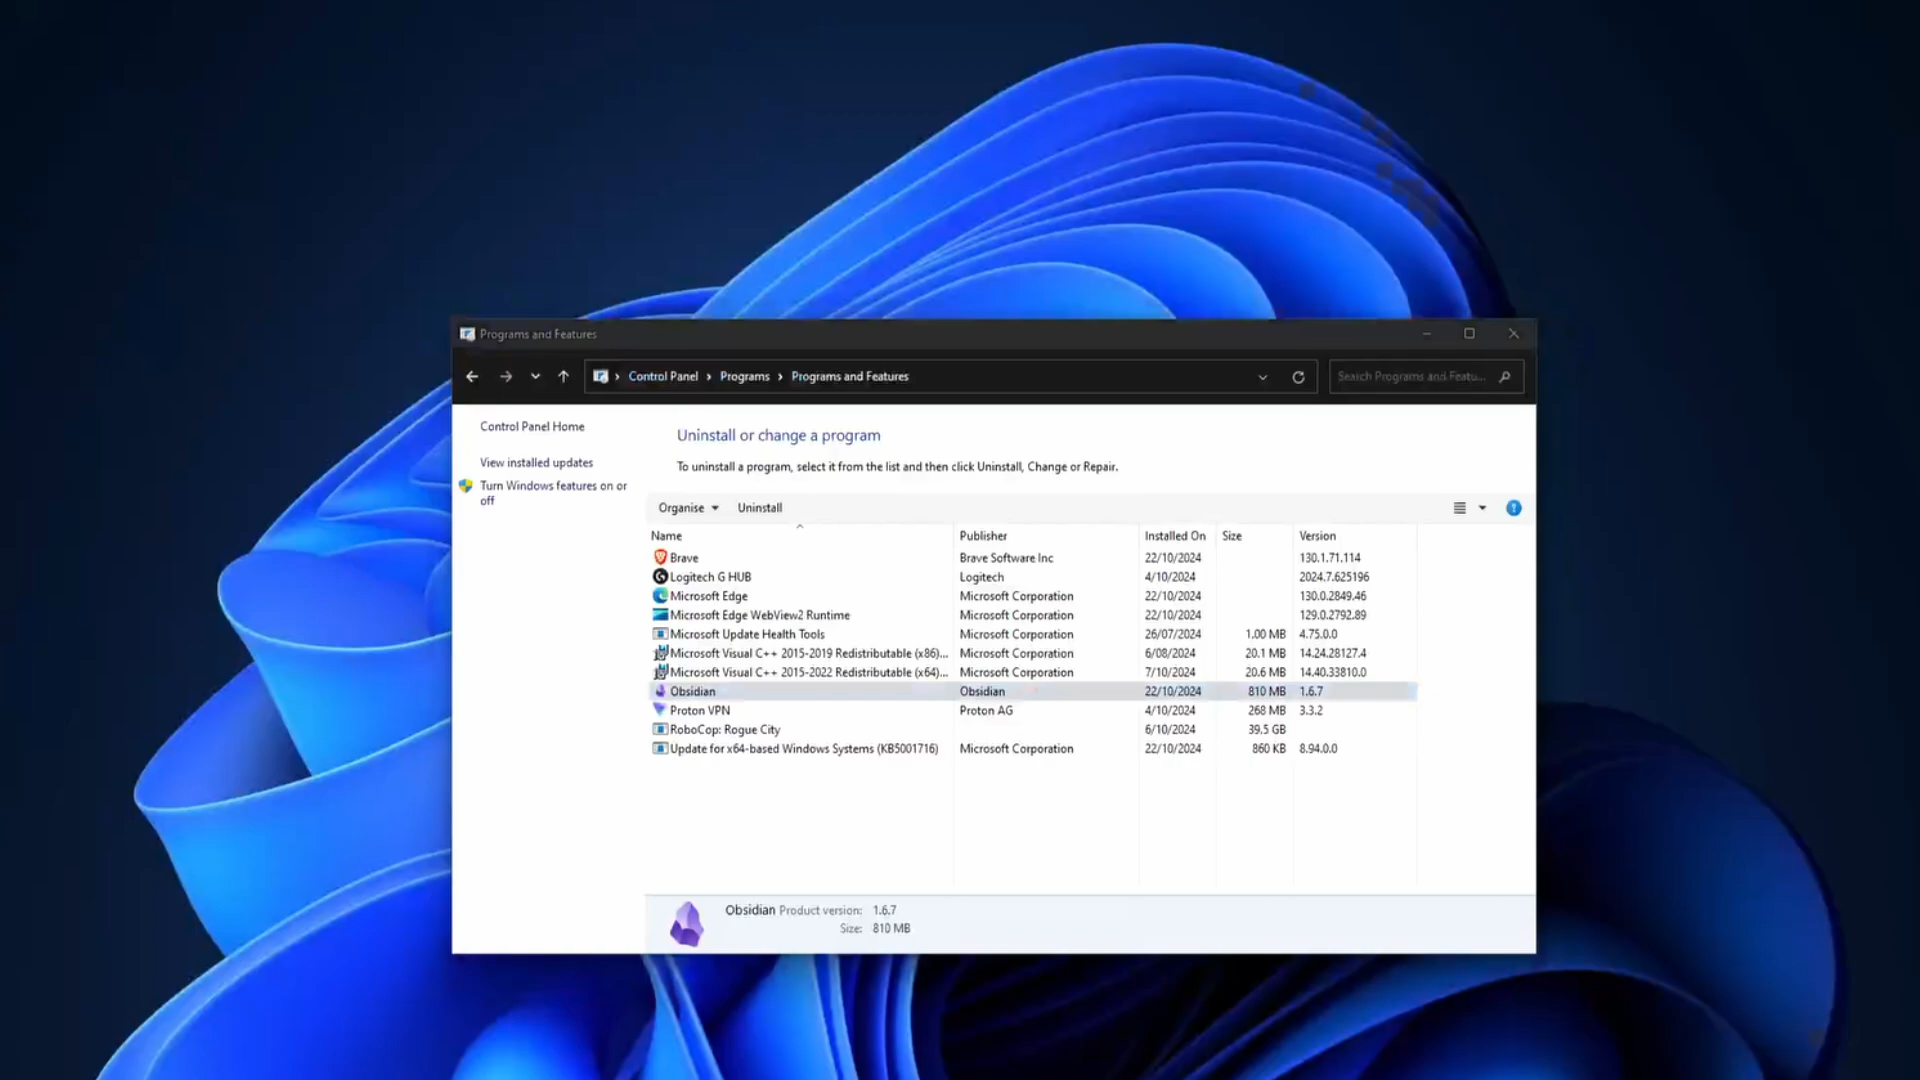 Programs and Features
Control Panel › Programs › Programs and Features
Search Programs and Featu...
Control Panel Home
View installed updates
Turn Windows features on or
off
Uninstall or change a program
To uninstall a program, select it from the list and then click Uninstall, Change or Repair.
Organise Uninstall
Name Publisher Installed On Size Version
Brave Brave Software Inc 22/10/2024 130.1.71.114
Logitech G HUB Logitech 4/10/2024 2024.7.625196
Microsoft Edge Microsoft Corporation 22/10/2024 130.0.2849.46
Microsoft Edge WebView2 Runtime Microsoft Corporation 22/10/2024 129.0.2792.89
Microsoft Update Health Tools Microsoft Corporation 26/07/2024 1.00 MB 4.75.0.0
Microsoft Visual C++ 2015-2019 Redistributable (x86)... Microsoft Corporation 6/08/2024 20.1 MB 14.24.28127.4
Microsoft Visual C++ 2015-2022 Redistributable (x64)... Microsoft Corporation 7/10/2024 20.6 MB 14.40.33810.0
Obsidian Obsidian 22/10/2024 810 MB 1.6.7
Proton VPN Proton AG 4/10/2024 268 MB 3.3.2
RoboCop: Rogue City 6/10/2024 39.5 GB
Update for x64-based Windows Systems (KB5001716) Microsoft Corporation 22/10/2024 860 KB 8.94.0.0
Obsidian Product version: 1.6.7
Size: 810 MB